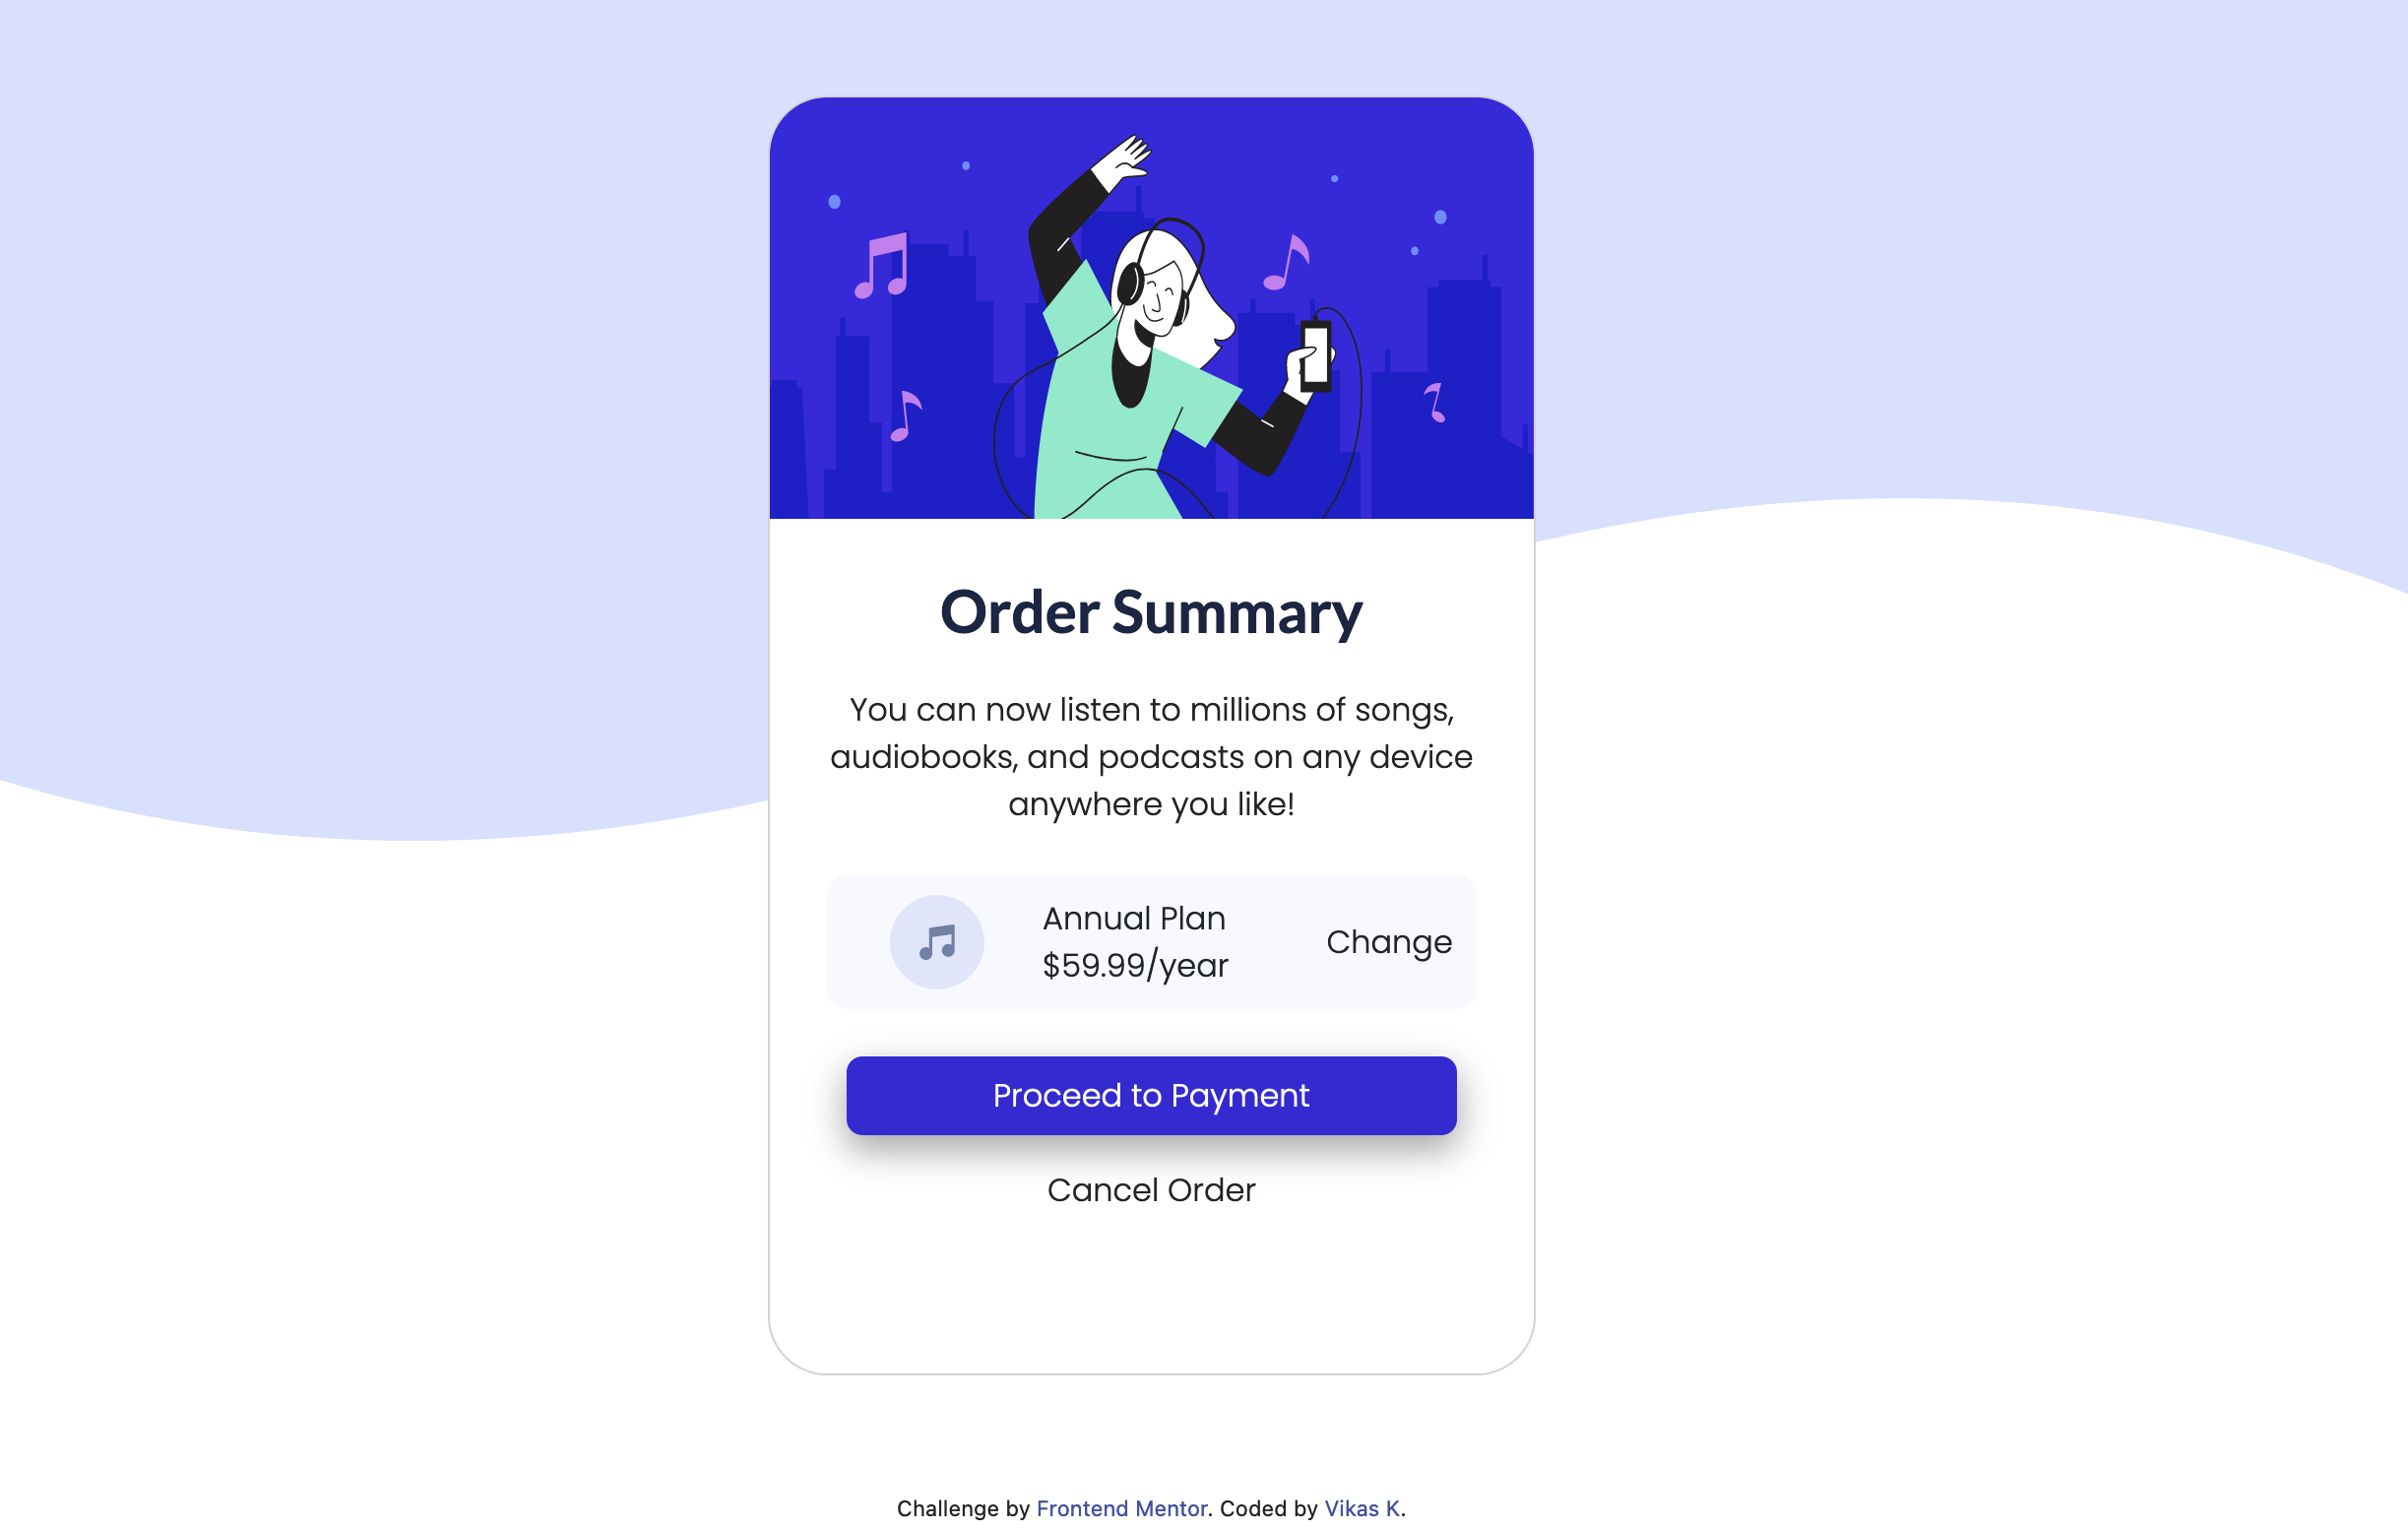 Order Summary
You can now listen to millions of songs,
audiobooks, and podcasts on any device
anywhere you like!
Annual Plan
$59.99/year
Change
Proceed to Payment
Cancel Order
Challenge by Frontend Mentor. Coded by Vikas K.